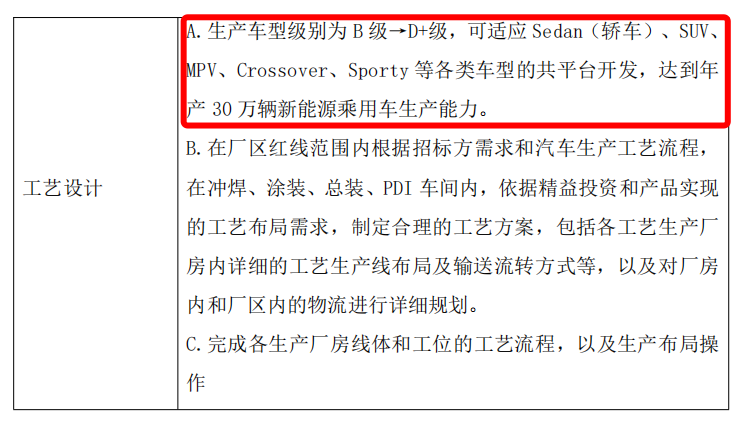 A.生产车型级别为 B 级→D+级，可适应 Sedan（轿车）、SUV、
MPV、Crossover、Sporty 等各类车型的共平台开发，达到年
产 30 万辆新能源乘用车生产能力。
工艺设计
B.在厂区红线范围内根据招标方需求和汽车生产工艺流程，
在冲焊、涂装、总装、PDI 车间内，依据精益投资和产品实现
的工艺布局需求，制定合理的工艺方案，包括各工艺生产厂
房内详细的工艺生产线布局及输送流转方式等，以及对厂房
内和厂区内的物流进行详细规划。
C.完成各生产厂房线体和工位的工艺流程，以及生产布局操
作